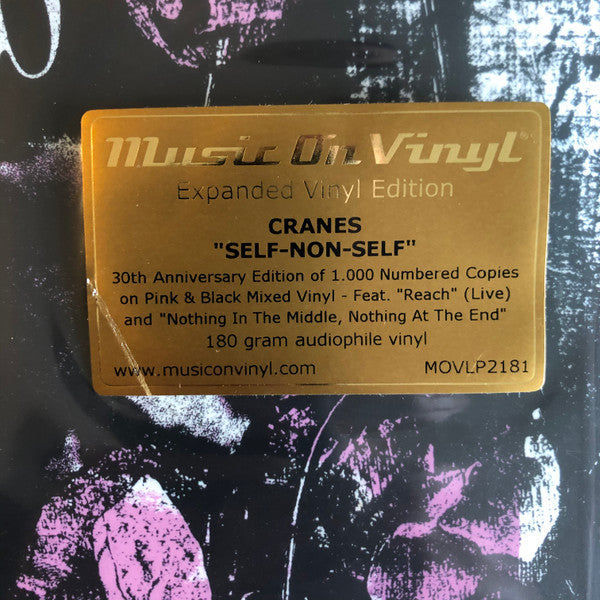 Music On Vinyl®
Expanded Vinyl Edition
CRANES
"SELF-NON-SELF"
30th Anniversary Edition of 1.000 Numbered Copies
on Pink & Black Mixed Vinyl - Feat. "Reach" (Live)
and "Nothing In The Middle, Nothing At The End"
180 gram audiophile vinyl
www.musiconvinyl.com MOVLP2181